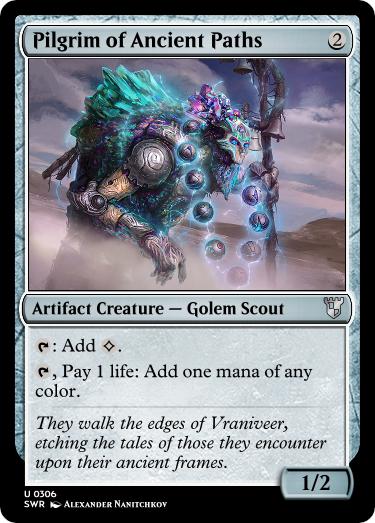 Pilgrim of Ancient Paths 2
Artifact Creature — Golem Scout
: Add .
, Pay 1 life: Add one mana of any
color.
They walk the edges of Vraniveer,
etching the tales of those they encounter
upon their ancient frames.
1/2
U 0306
SWR Alexander Nanitchkov